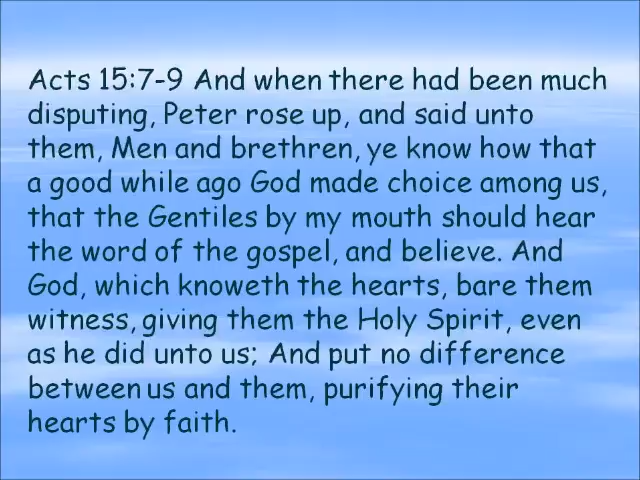 Acts 15:7-9 And when there had been much
disputing, Peter rose up, and said unto
them, Men and brethren, ye know how that
a good while ago God made choice among us,
that the Gentiles by my mouth should hear
the word of the gospel, and believe. And
God, which knoweth the hearts, bare them
witness, giving them the Holy Spirit, even
as he did unto us; And put no difference
between us and them, purifying their
hearts by faith.